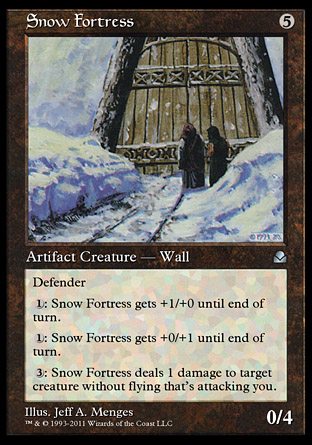 Snow Fortress 5
© 1993 JM
Artifact Creature — Wall
Defender
1: Snow Fortress gets +1/+0 until end of
turn.
1: Snow Fortress gets +0/+1 until end of
turn.
3: Snow Fortress deals 1 damage to target
creature without flying that's attacking you.
Illus. Jeff A. Menges
™ & © 1993-2011 Wizards of the Coast LLC
0/4